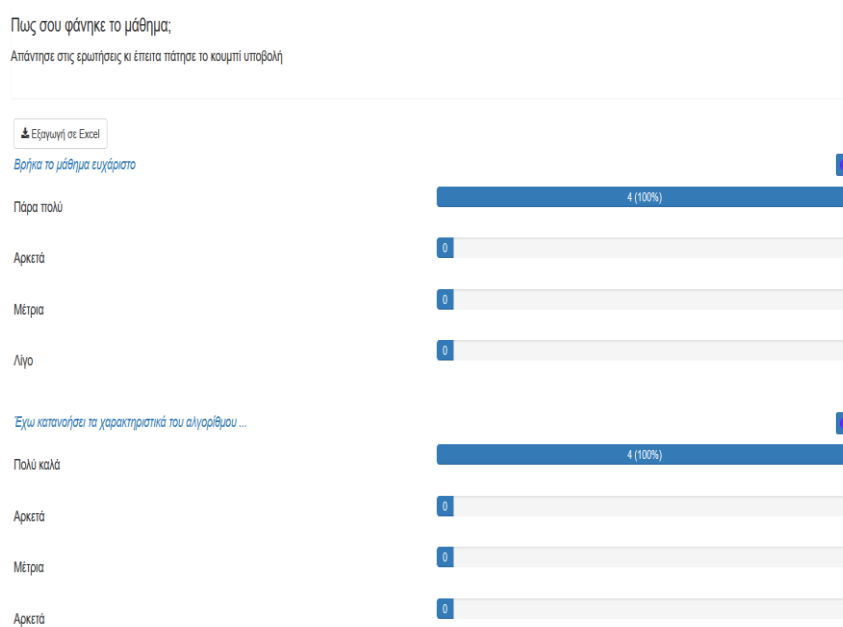 Πως σου φάνηκε το μάθημα;
Απάντησε στις ερωτήσεις κι έπειτα πάτησε το κουμπί υποβολή
Εξαγωγή σε Excel
Βρήκα το μάθημα ευχάριστο
Πάρα πολύ 4 (100%)
Αρκετά 0
Μέτρια 0
Λίγο 0
Έχω κατανοήσει τα χαρακτηριστικά του αλγορίθμου ...
Πολύ καλά 4 (100%)
Αρκετά 0
Μέτρια 0
Αρκετά 0